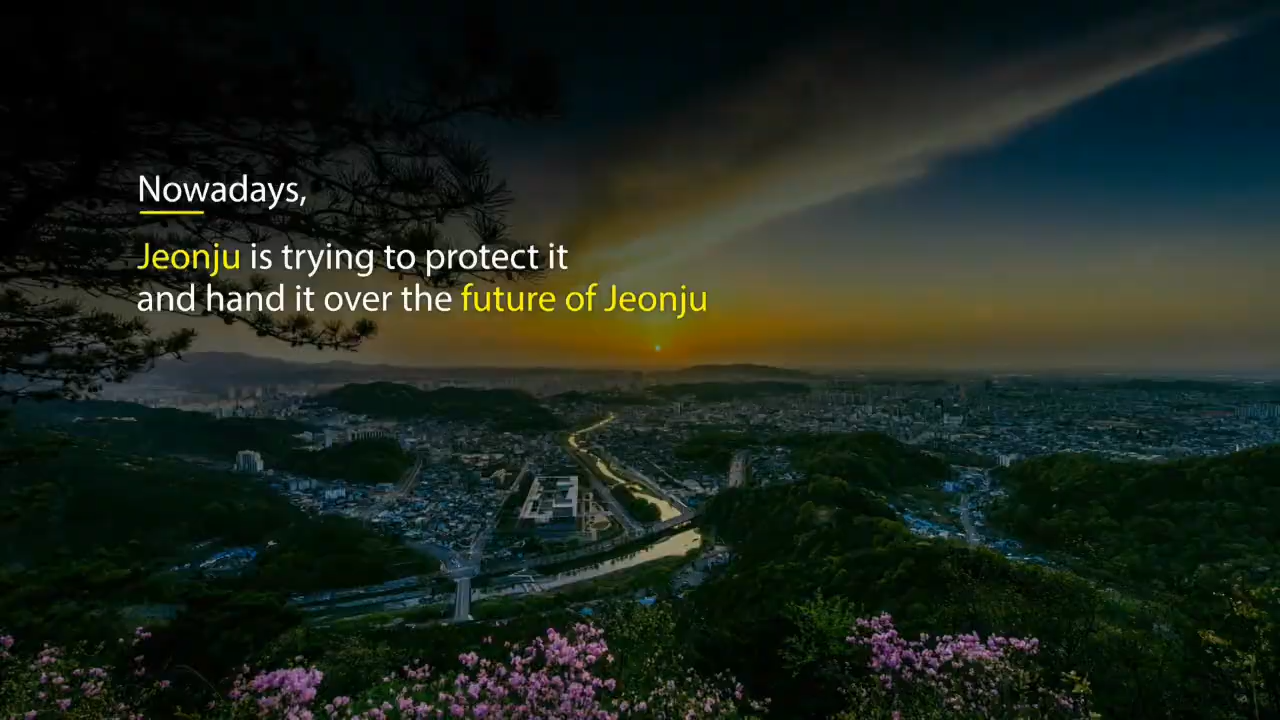 Nowadays,
Jeonju is trying to protect it
and hand it over the future of Jeonju